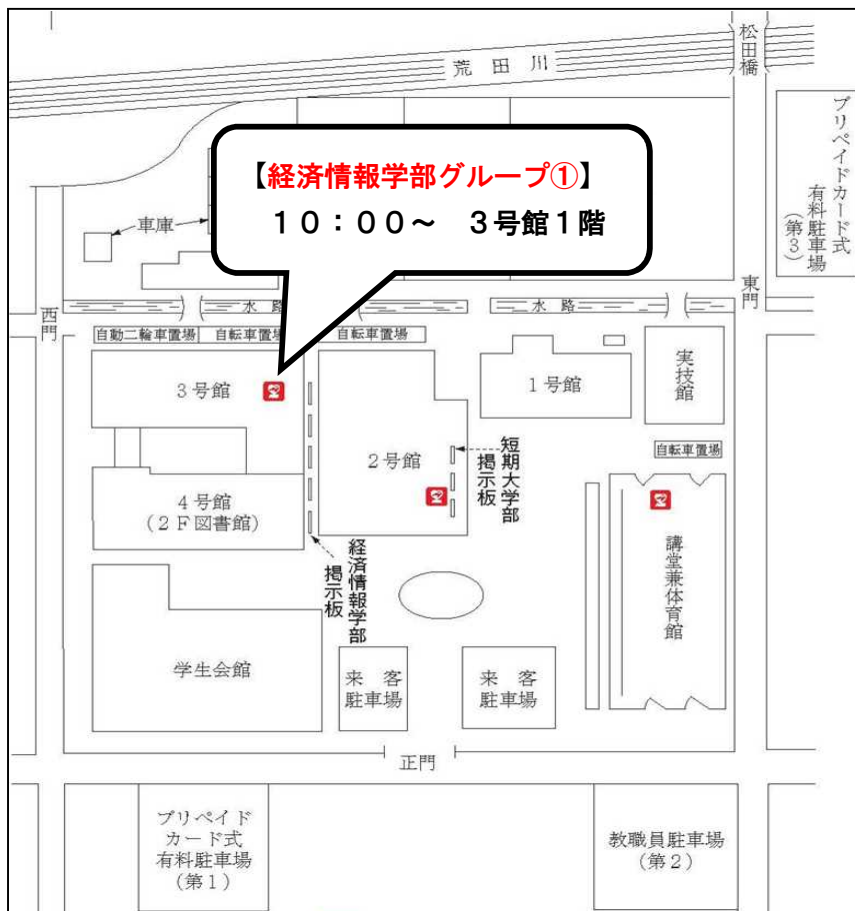 松田橋
荒田川
プリペイドカード式
有料駐車場
(第3)
【経済情報学部グループ①】
10：00～　3号館1階
車庫
東門
西門
水路
水路
自動二輪車置場
自転車置場
自転車置場
3号館
1号館
実技館
2号館
短期大学部
掲示板
自転車置場
4号館
(2F図書館)
経済情報学部
掲示板
講堂兼体育館
学生会館
来客
駐車場
来客
駐車場
正門
プリペイド
カード式
有料駐車場
(第1)
教職員駐車場
(第2)